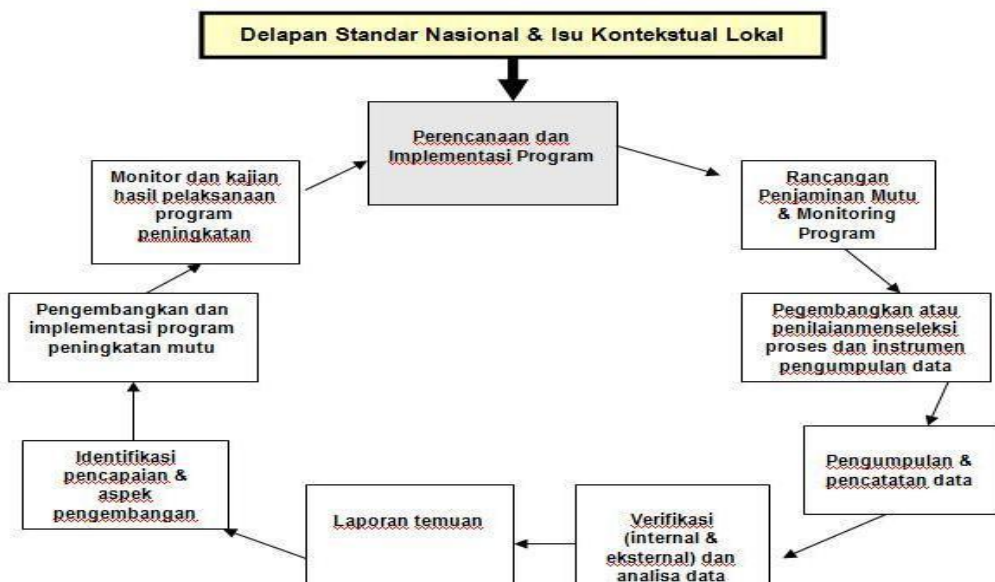 Delapan Standar Nasional & Isu Kontekstual Lokal
Perencanaan dan
Implementasi Program
Rancangan
Penjaminan Mutu
& Monitoring
Program
Pegembangkan atau
penilaianmenseleksi
proses dan instrumen
pengumpulan data
Pengumpulan &
pencatatan data
Verifikasi
(internal &
eksternal) dan
analisa data
Laporan temuan
Identifikasi
pencapaian &
aspek
pengembangan
Pengembangkan dan
implementasi program
peningkatan mutu
Monitor dan kajian
hasil pelaksanaan
program
peningkatan